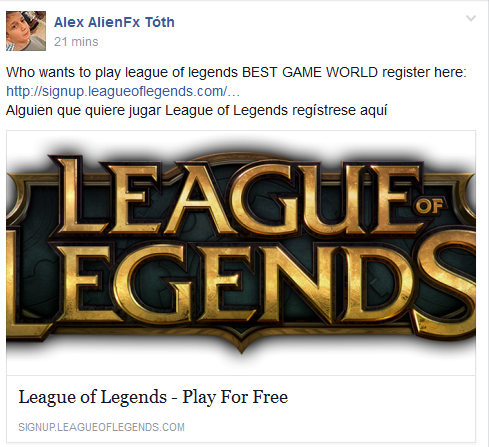 Alex AlienFx Tóth
21 mins
Who wants to play league of legends BEST GAME WORLD register here:
http://signup.leagueoflegends.com/…
Alguien que quiere jugar League of Legends regístrese aquí
LEAGUE
OF
LEGENDS
League of Legends - Play For Free
SIGNUP.LEAGUEOFLEGENDS.COM